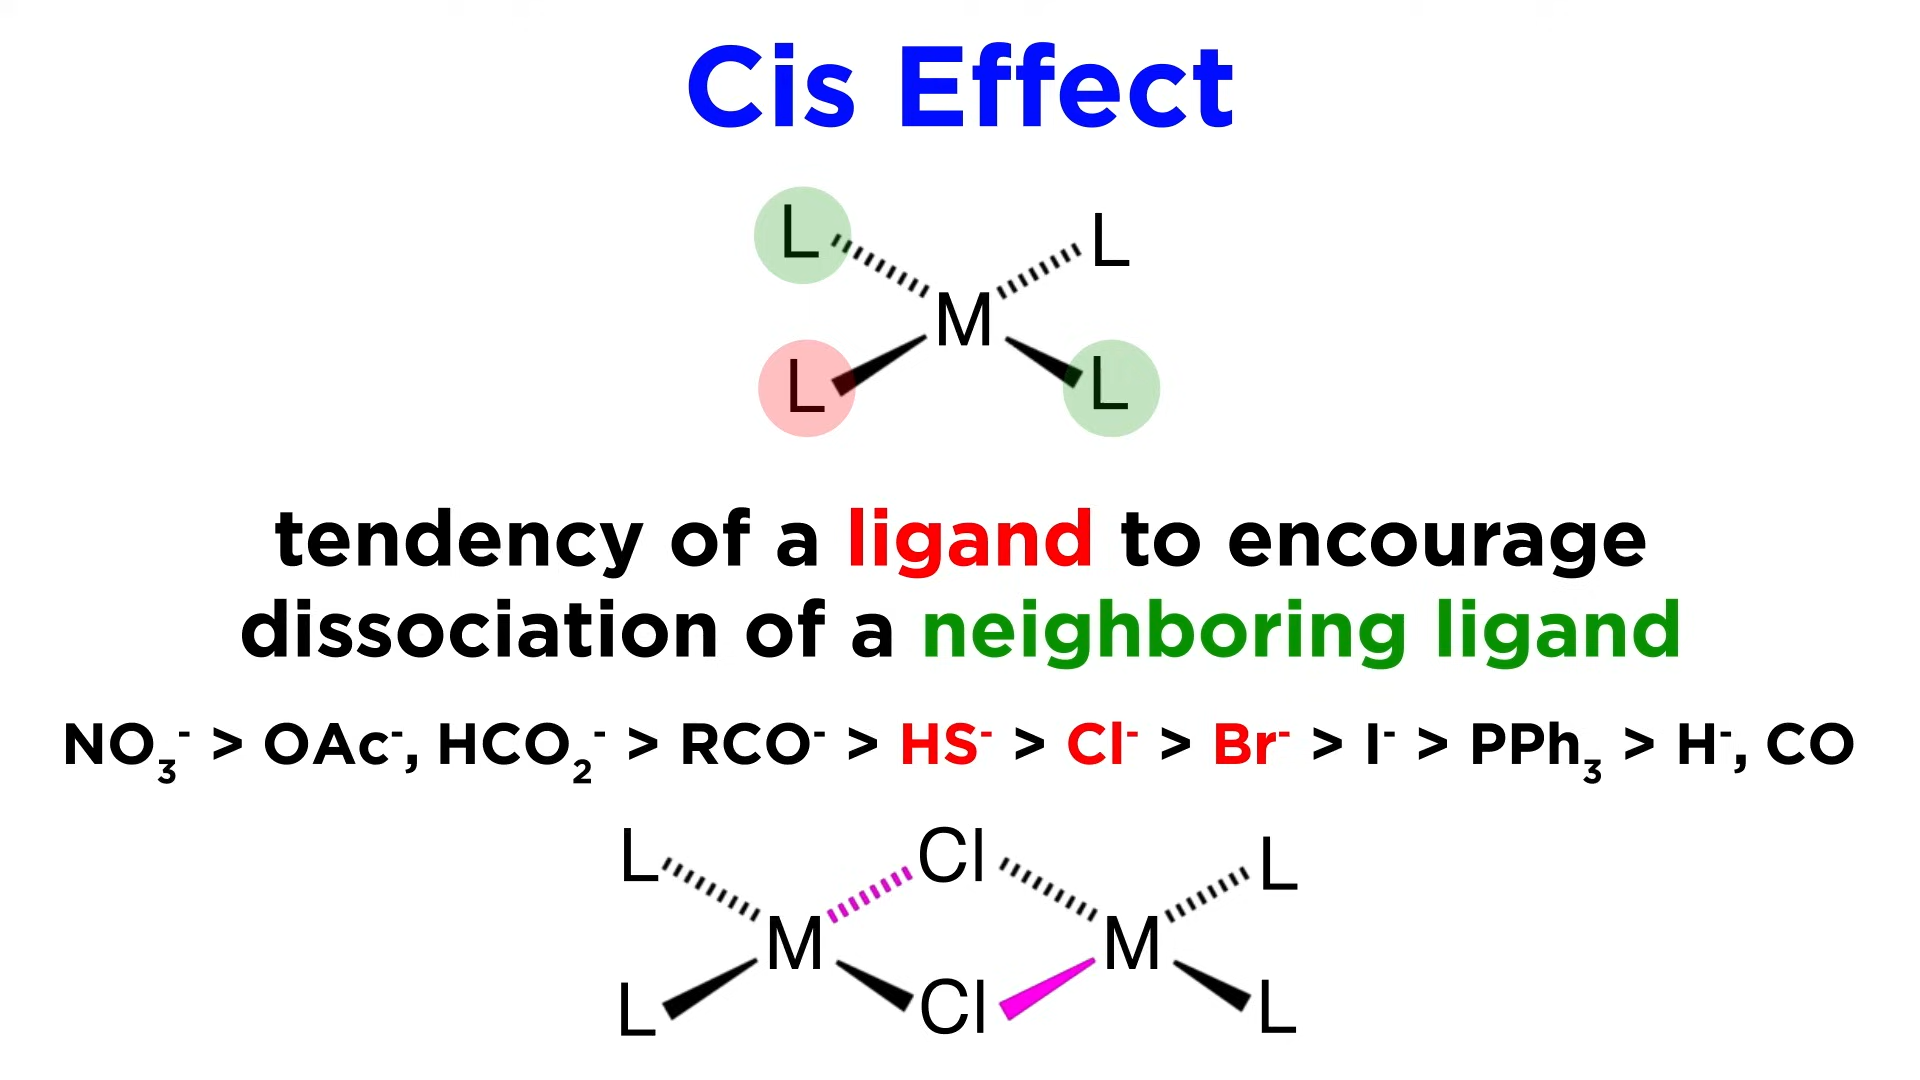 Cis Effect
L L
M
L L
tendency of a ligand to encourage
dissociation of a neighboring ligand
NO₃⁻ > OAc⁻, HCO₂⁻ > RCO⁻ > HS⁻ > Cl⁻ > Br⁻ > I⁻ > PPh₃ > H⁻, CO
L Cl L
M M
L Cl L